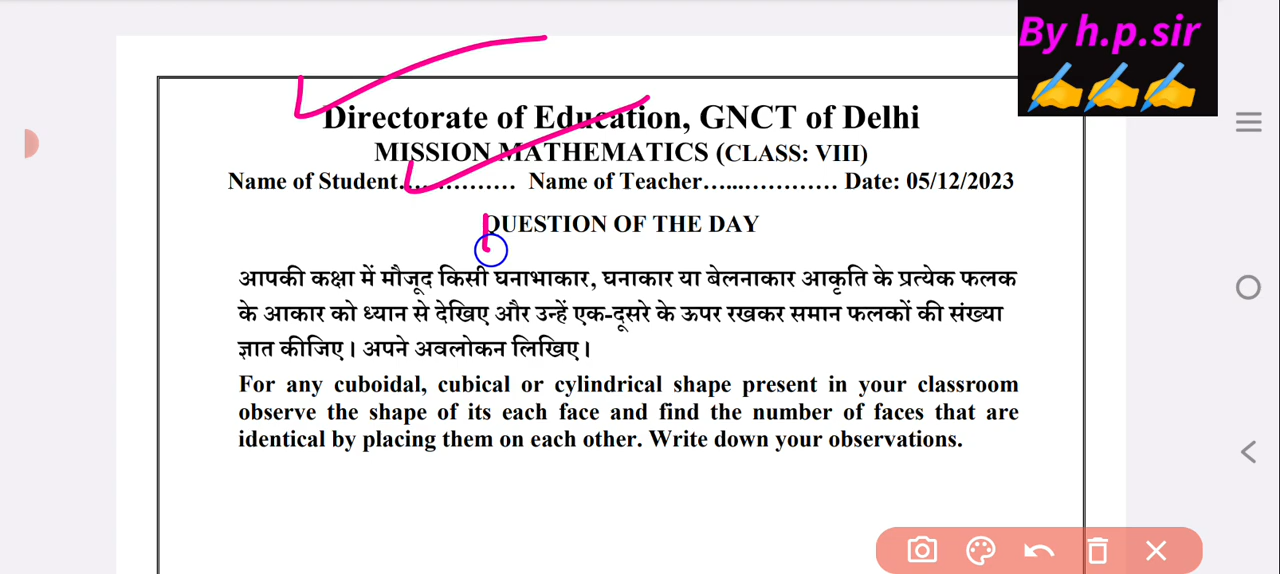 By h.p.sir
✍️✍️✍️
Directorate of Education, GNCT of Delhi
MISSION MATHEMATICS (CLASS: VIII)
Name of Student................ Name of Teacher…...………… Date: 05/12/2023
QUESTION OF THE DAY
आपकी कक्षा में मौजूद किसी घनाभाकार, घनाकार या बेलनाकार आकृति के प्रत्येक फलक
के आकार को ध्यान से देखिए और उन्हें एक-दूसरे के ऊपर रखकर समान फलकों की संख्या
ज्ञात कीजिए। अपने अवलोकन लिखिए।
For any cuboidal, cubical or cylindrical shape present in your classroom
observe the shape of its each face and find the number of faces that are
identical by placing them on each other. Write down your observations.